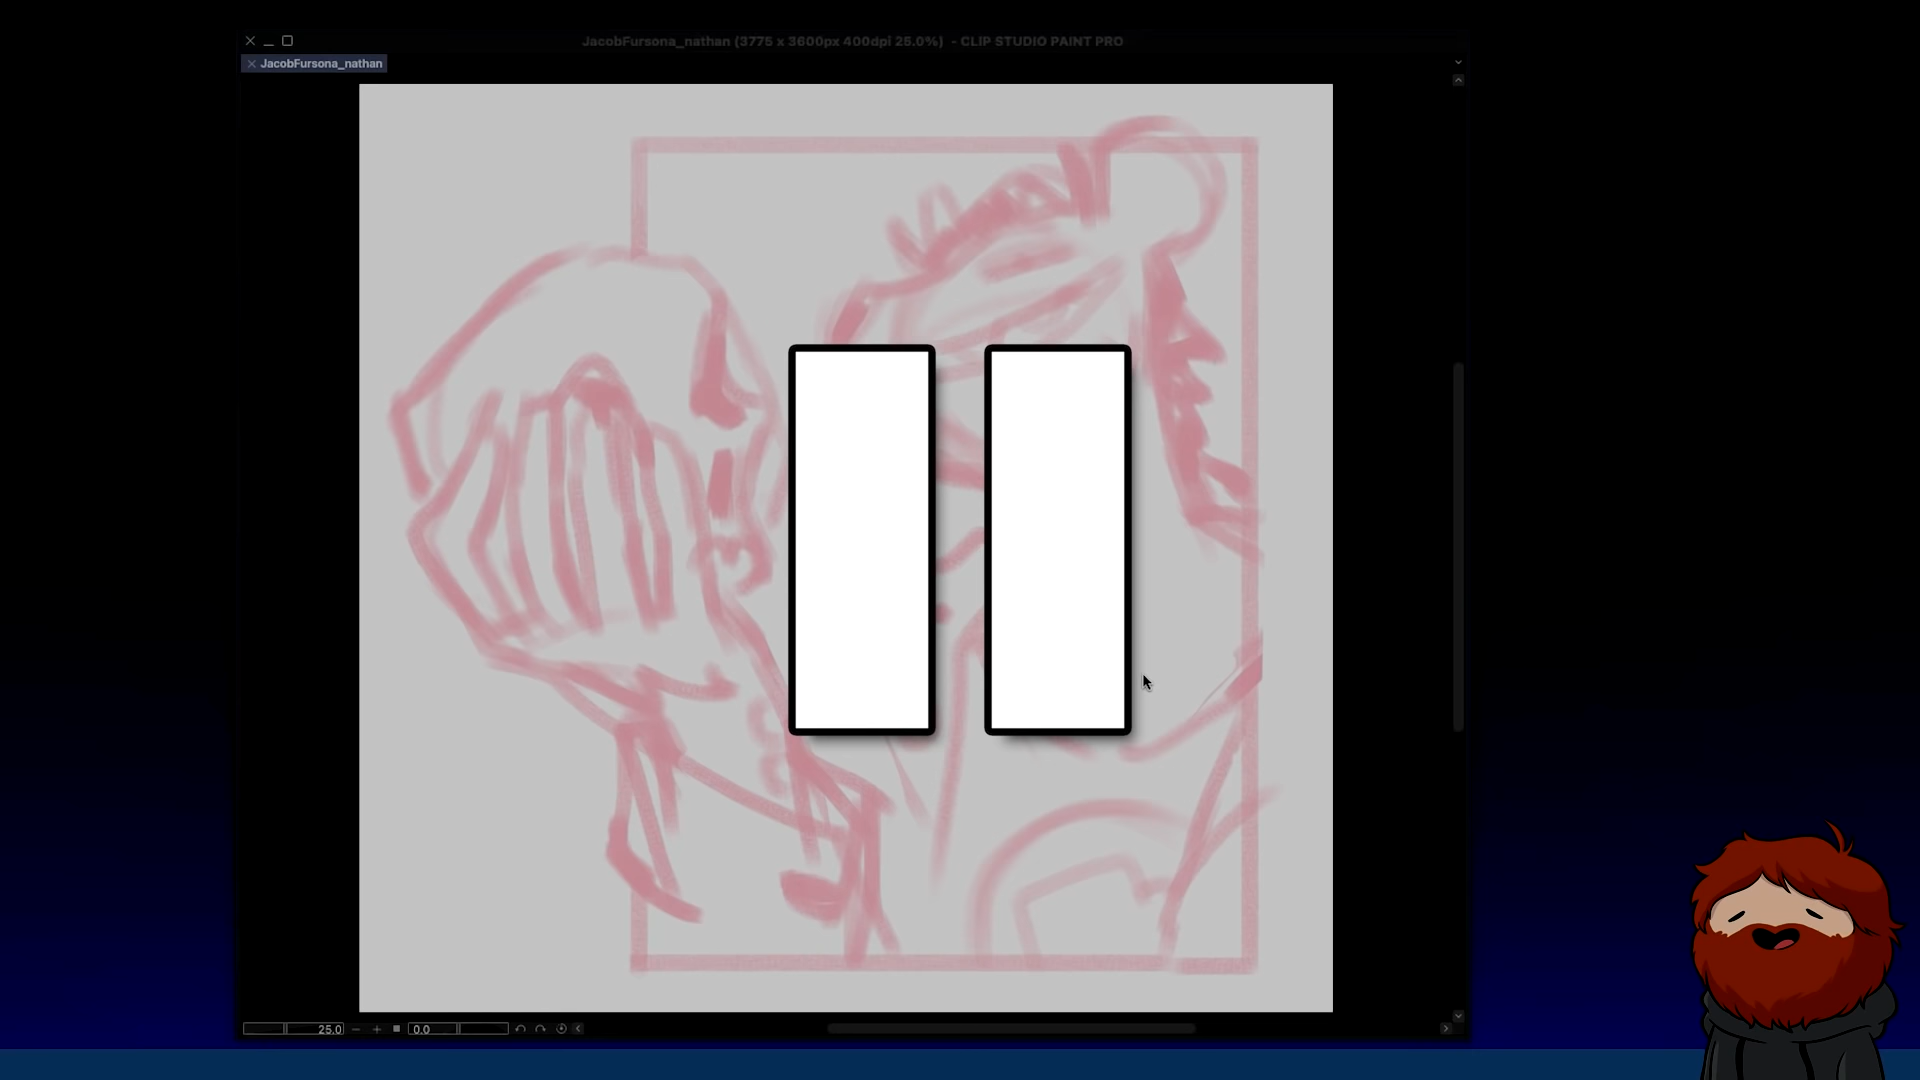 JacobFursona_nathan (3775 x 3600px 400dpi 25.0%) - CLIP STUDIO PAINT PRO
JacobFursona_nathan
25.0
0.0